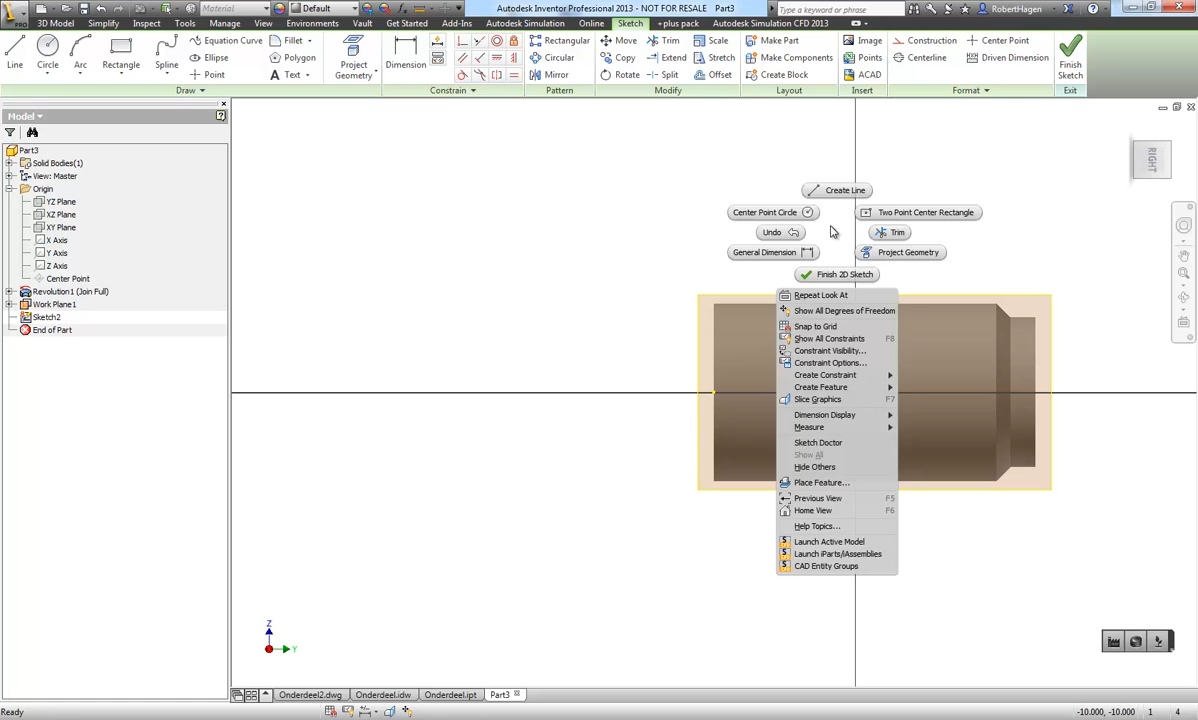 Material
Default
Autodesk Inventor Professional 2013 - NOT FOR RESALE Part3
Type a keyword or phrase
RobertHagen
PRO
3D Model
Freeform
Inspect
Tools
Manage
View
Environments
Vault
Get Started
Add-Ins
Autodesk Simulation
Online
Sketch
+plus pack
Autodesk Simulation CFD 2013
Line
Circle
Arc
Rectangle
Spline
Equation Curve
Ellipse
Point
Fillet
Polygon
Text
Project Geometry
Dimension
Rectangular
Circular
Mirror
Move
Copy
Rotate
Trim
Extend
Split
Scale
Stretch
Offset
Make Part
Make Components
Create Block
Image
Points
ACAD
Construction
Centerline
Center Point
Driven Dimension
Finish Sketch
Draw
Constrain
Pattern
Modify
Layout
Insert
Format
Exit
Model
Part3
Solid Bodies(1)
View: Master
Origin
YZ Plane
XZ Plane
XY Plane
X Axis
Y Axis
Z Axis
Center Point
Revolution1 (Join Full)
Work Plane1
Sketch2
End of Part
RIGHT
Create Line
Center Point Circle
Two Point Center Rectangle
Undo
Trim
General Dimension
Project Geometry
Finish 2D Sketch
Repeat Look At
Show All Degrees of Freedom
Snap to Grid
Show All Constraints F8
Constraint Visibility...
Constraint Options...
Create Constraint
Create Feature
Slice Graphics F7
Dimension Display
Measure
Sketch Doctor
Show All
Hide Others
Place Feature...
Previous View F5
Home View F6
Help Topics...
Launch Active Model
Launch iParts/iAssemblies
CAD Entity Groups
Z
Y
Onderdeel2.dwg
Onderdeel.idw
Onderdeel.ipt
Part3
Ready
-10.000, -10.000
1
4